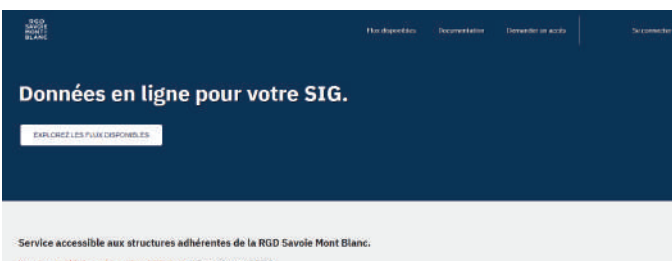 RGD
SAVOIE
MONT
BLANC
Flux disponibles Documentation Demander un accès Se connecter
Données en ligne pour votre SIG.
EXPLOREZ LES FLUX DISPONIBLES
Service accessible aux structures adhérentes de la RGD Savoie Mont Blanc.